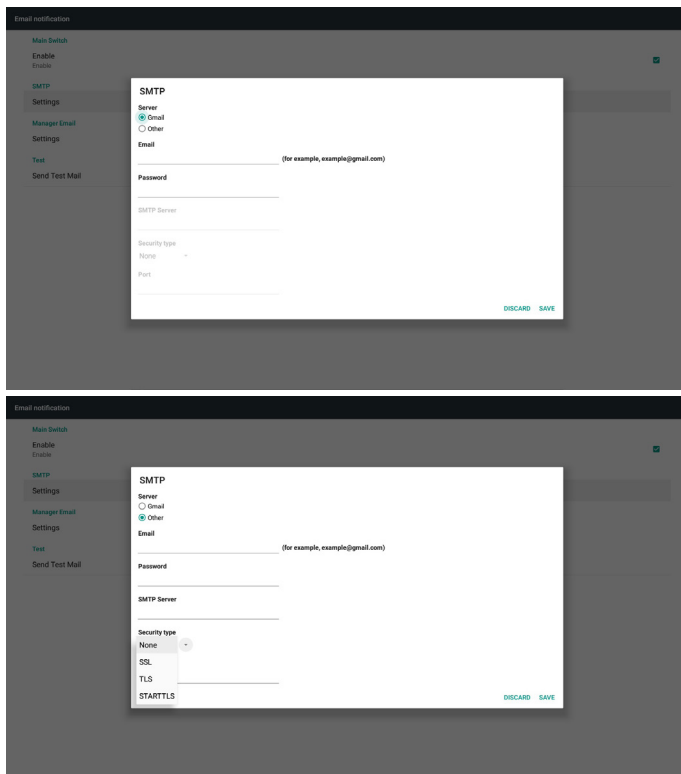 Email notification
Main Switch
Enable
Enable
SMTP
Settings
Manager Email
Settings
Test
Send Test Mail
SMTP
Server
Gmail
Other
Email
(for example, example@gmail.com)
Password
SMTP Server
Security type
None
Port
DISCARD SAVE
Email notification
Main Switch
Enable
Enable
SMTP
Settings
Manager Email
Settings
Test
Send Test Mail
SMTP
Server
Gmail
Other
Email
(for example, example@gmail.com)
Password
SMTP Server
Security type
None
SSL
TLS
STARTTLS
DISCARD SAVE